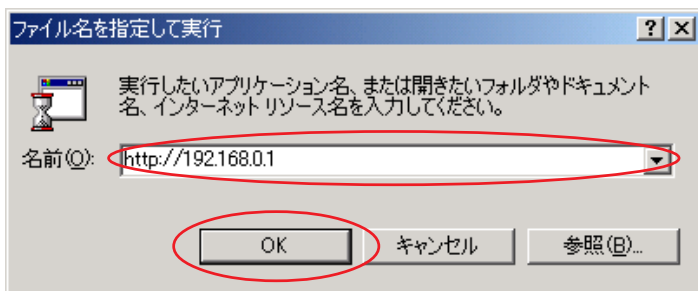 ファイル名を指定して実行
実行したいアプリケーション名、または開きたいフォルダやドキュメント
名、インターネット リソース名を入力してください。
名前(O):
http://192.168.0.1
OK
キャンセル
参照(B)...